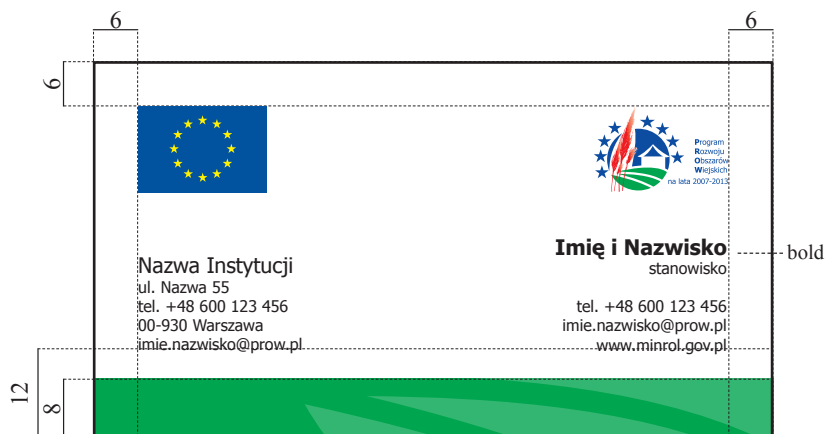 6
6
6
Program
Rozwoju
Obszarów
Wiejskich
na lata 2007-2013
Imię i Nazwisko
bold
stanowisko
Nazwa Instytucji
ul. Nazwa 55
tel. +48 600 123 456
00-930 Warszawa
imie.nazwisko@prow.pl
tel. +48 600 123 456
imie.nazwisko@prow.pl
www.minrol.gov.pl
12
8